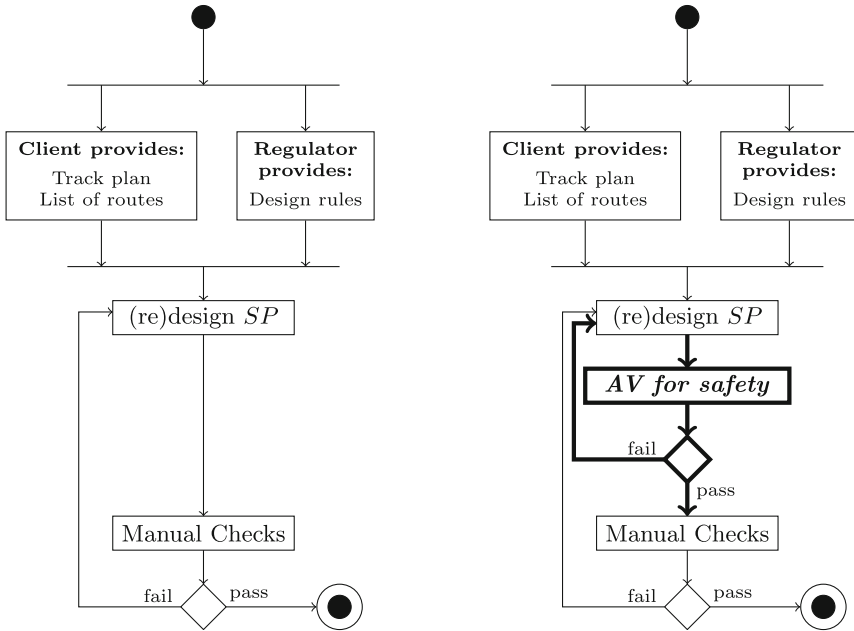 Client provides:
Track plan
List of routes
Regulator
provides:
Design rules
(re)design SP
Manual Checks
fail
pass
Client provides:
Track plan
List of routes
Regulator
provides:
Design rules
(re)design SP
AV for safety
fail
pass
Manual Checks
fail
pass